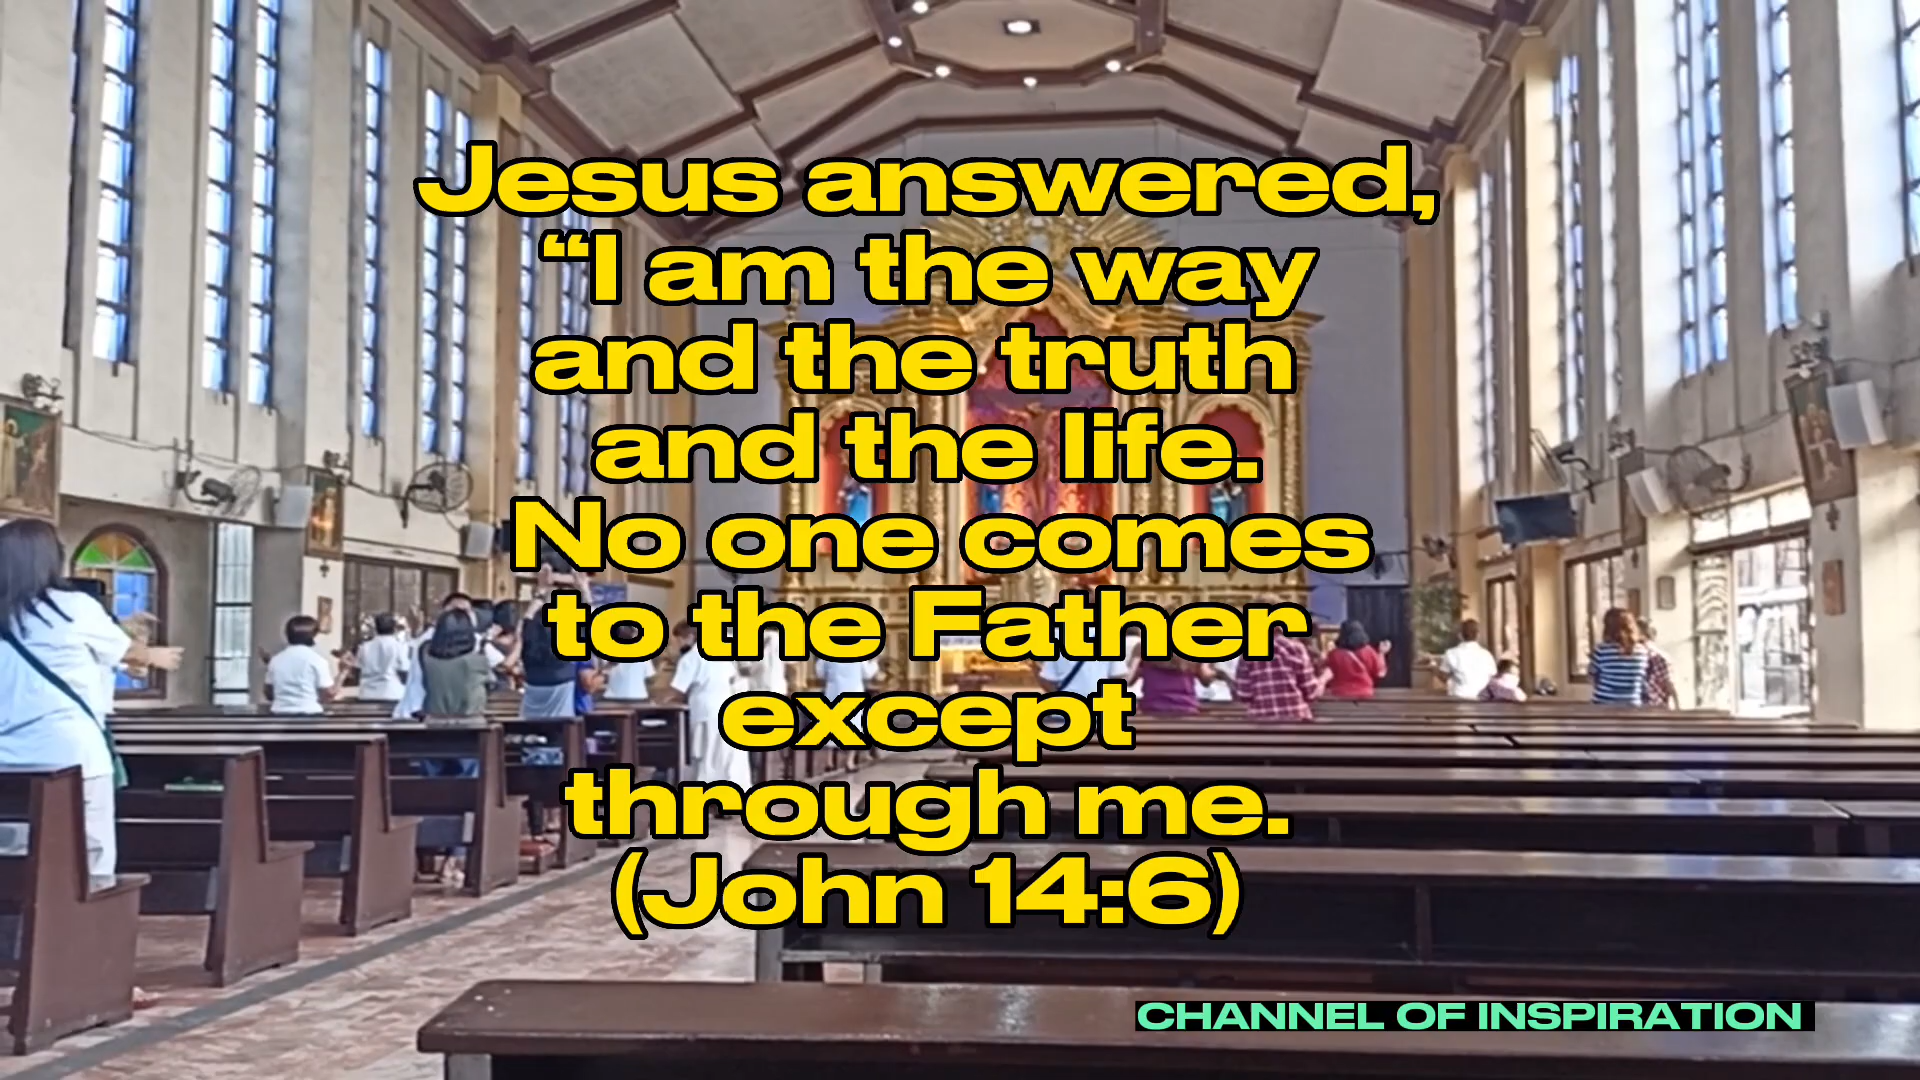 Jesus answered,
“I am the way
and the truth
and the life.
No one comes
to the Father
except
through me.
(John 14:6)
CHANNEL OF INSPIRATION